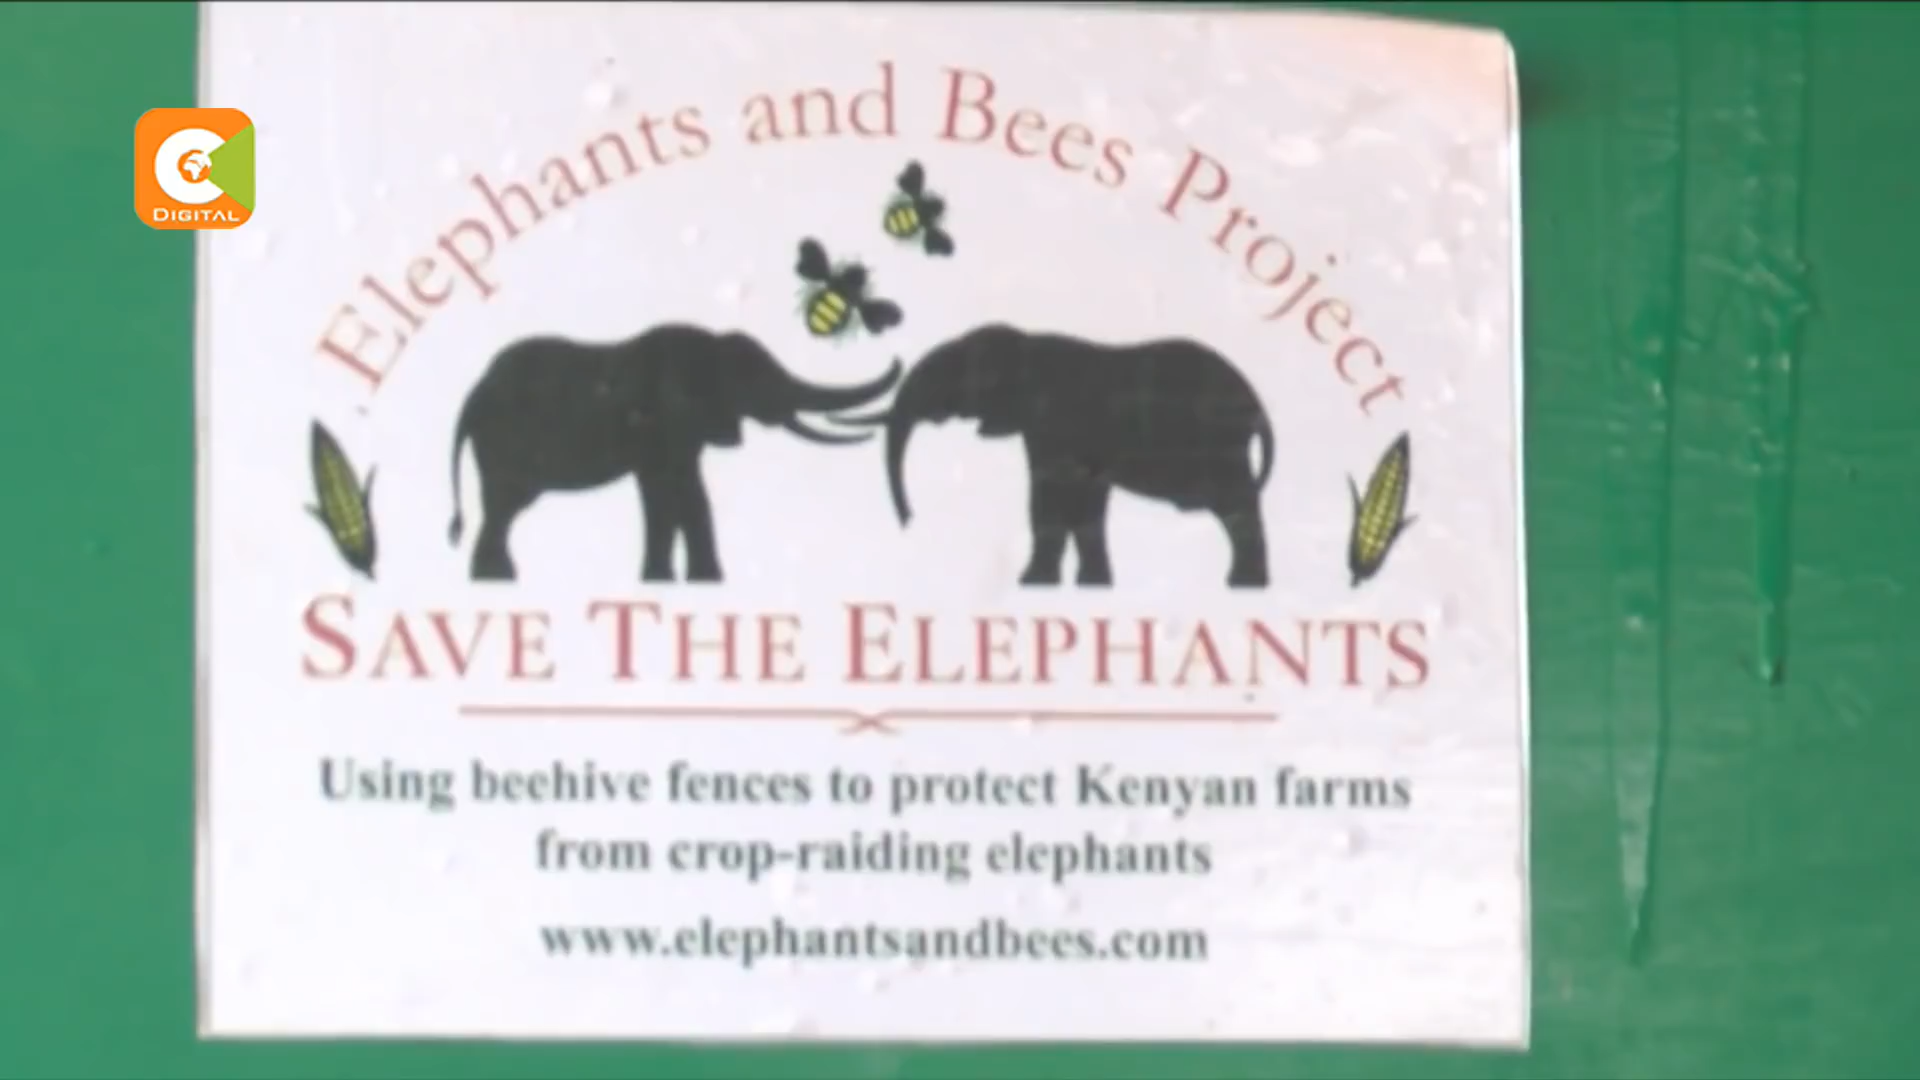 DIGITAL
Elephants and Bees Project
SAVE THE ELEPHANTS
Using beehive fences to protect Kenyan farms
from crop-raiding elephants
www.elephantsandbees.com